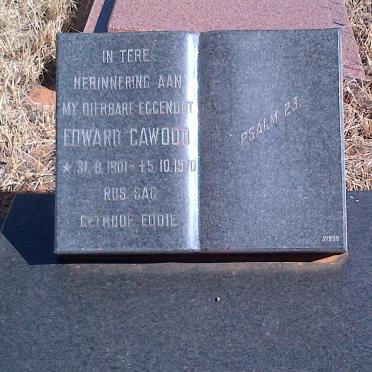 IN TERE
HERINNERING AAN
MY DIERBARE EGGENOOT
EDWARD CAWOOD
* 31.8.1901 - + 5.10.1970
RUS SAG
GETROUE EDDIE
PSALM 23